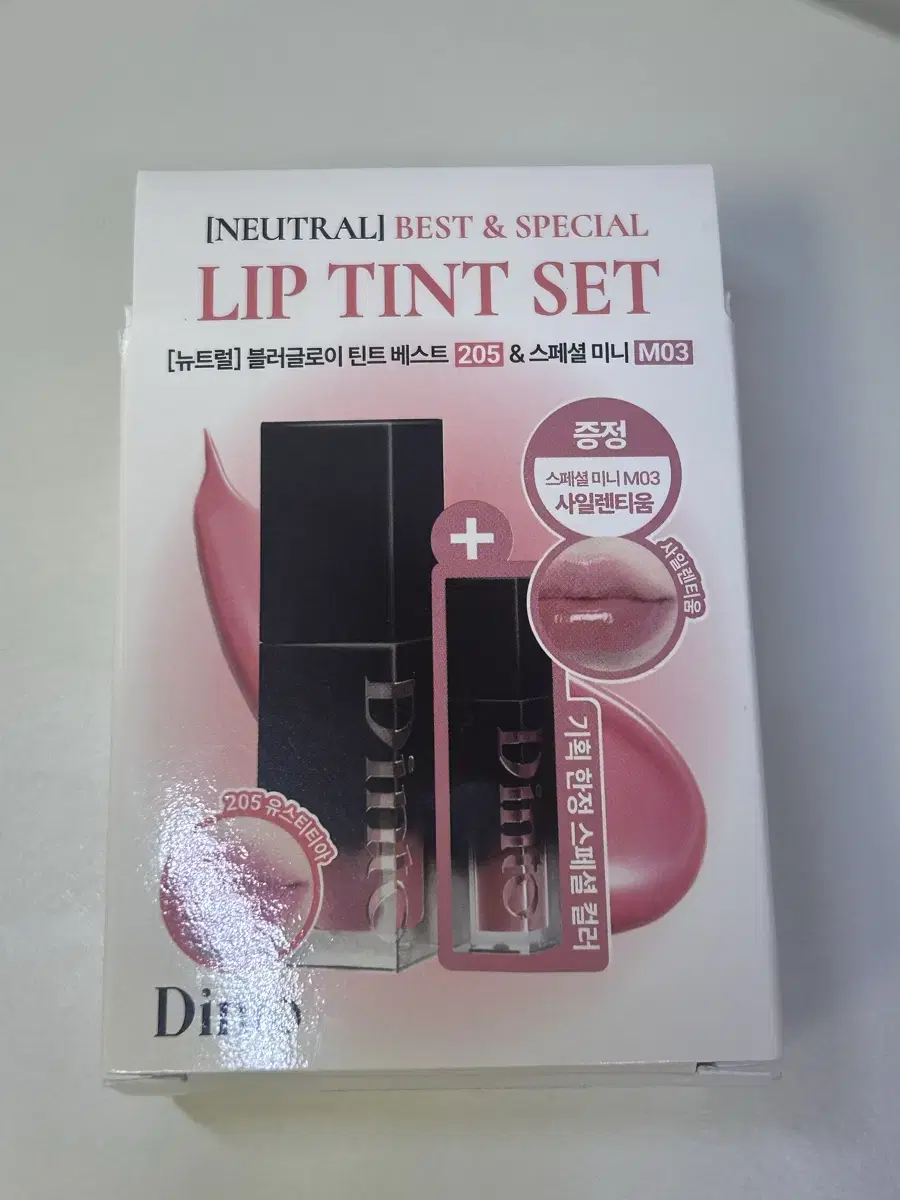 [NEUTRAL] BEST & SPECIAL
LIP TINT SET
[뉴트럴] 블러글로이 틴트 베스트 205 & 스페셜 미니 M03
증정
스페셜 미니 M03
사일렌티움
사일렌티움
기획 한정 스페셜 컬러
Dinto
Dinto
205 유스티티아
Dinto